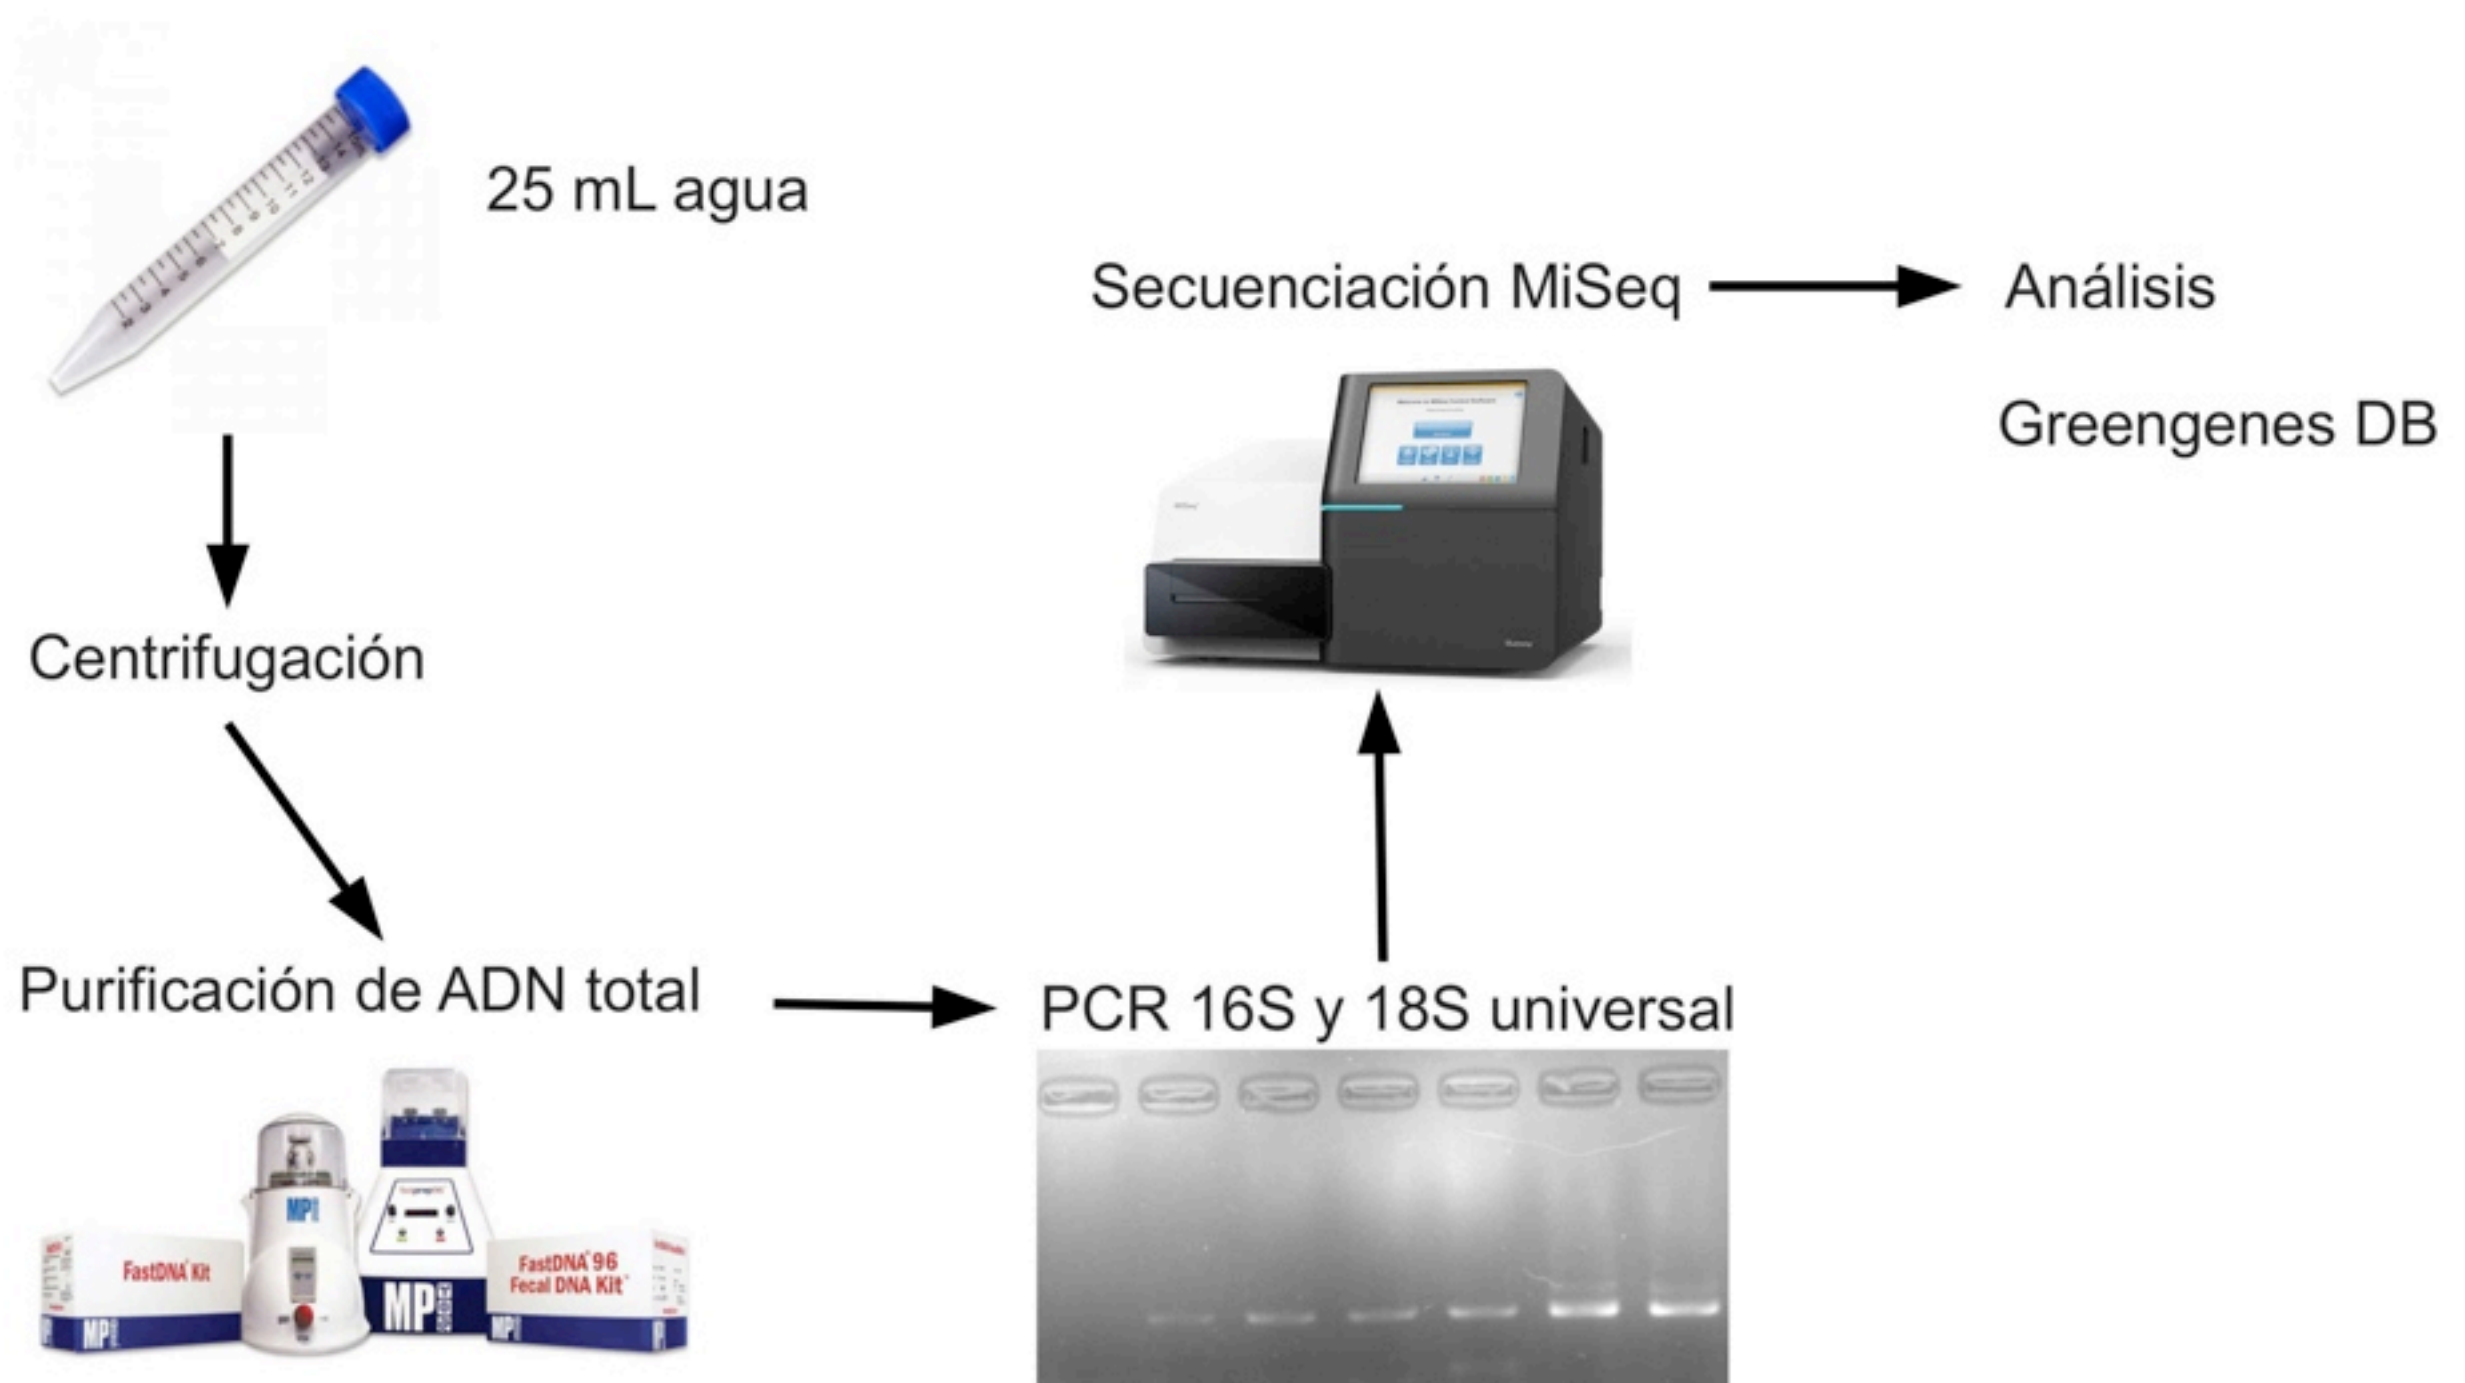 25 mL agua
Centrifugación
Purificación de ADN total
FastDNA Kit
MP
MP
MP
FastDNA 96
Fecal DNA Kit
MP
PCR 16S y 18S universal
Secuenciación MiSeq
Análisis
Greengenes DB